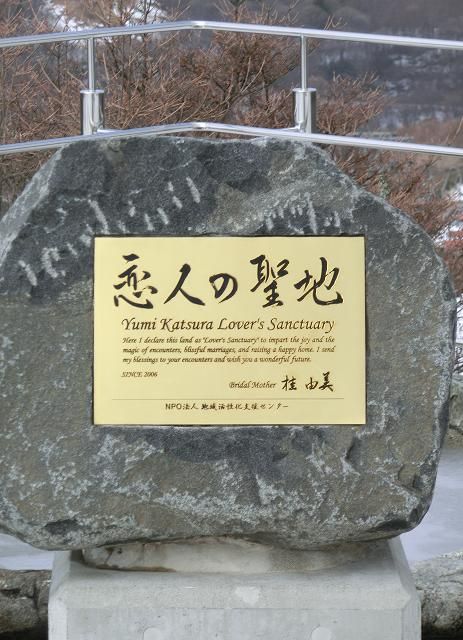 恋人の聖地
Yumi Katsura Lover's Sanctuary
Here I declare this land as "Lover's Sanctuary" to impart the joy and the
magic of encounters, blissful marriages, and raising a happy home. I send
my blessings to your encounters and wish you a wonderful future.
SINCE 2006
Bridal Mother 桂 由美
NPO法人 地域活性化支援センター